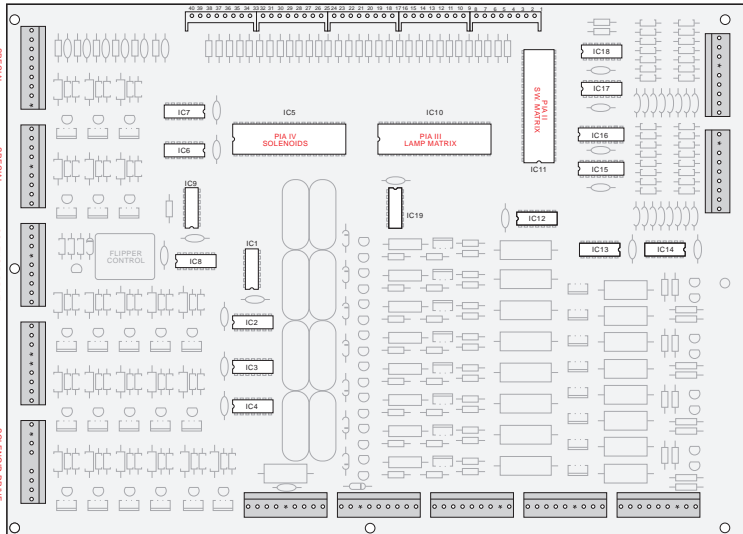 40 39 38 37 36 35 34 33 32 31 30 29 28 27 26 25 24 23 22 21 20 19 18 17 16 15 14 13 12 11 10 9 8 7 6 5 4 3 2 1
IC18
IC17
IC7
IC5
IC10
PIA II
SW. MATRIX
PIA IV
SOLENOIDS
PIA III
LAMP MATRIX
IC16
IC6
IC15
IC11
IC9
IC19
IC12
FLIPPER
CONTROL
IC1
IC13
IC14
IC8
IC2
IC3
IC4